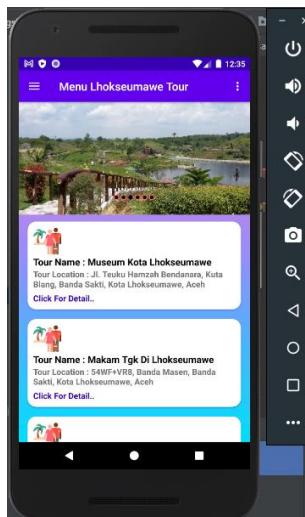 12:35
Menu Lhokseumawe Tour
Tour Name : Museum Kota Lhokseumawe
Tour Location : Jl. Teuku Hamzah Bendanara, Kuta
Blang, Banda Sakti, Kota Lhokseumawe, Aceh
Click For Detail..
Tour Name : Makam Tgk Di Lhokseumawe
Tour Location : 54WF+VR8, Banda Masen, Banda
Sakti, Kota Lhokseumawe, Aceh
Click For Detail..